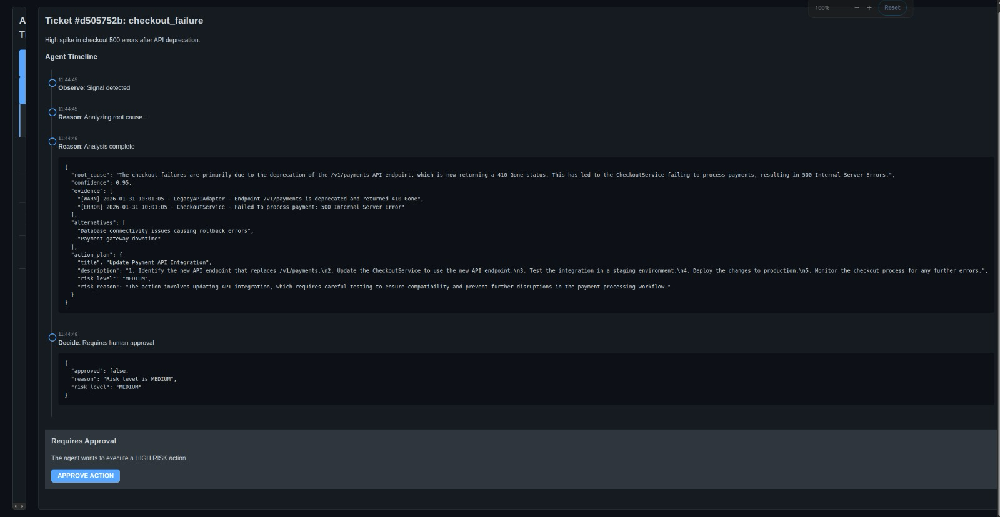 100% − + Reset
A
T
Ticket #d505752b: checkout_failure
High spike in checkout 500 errors after API deprecation.
Agent Timeline
11:44:45
Observe: Signal detected
11:44:45
Reason: Analyzing root cause...
11:44:49
Reason: Analysis complete
{
"root_cause": "The checkout failures are primarily due to the deprecation of the /v1/payments API endpoint, which is now returning a 410 Gone status. This has led to the CheckoutService failing to process payments, resulting in 500 Internal Server Errors.",
"confidence": 0.95,
"evidence": [
"[WARN] 2026-01-31 10:01:05 - LegacyAPIAdapter - Endpoint /v1/payments is deprecated and returned 410 Gone",
"[ERROR] 2026-01-31 10:01:05 - CheckoutService - Failed to process payment: 500 Internal Server Error"
],
"alternatives": [
"Database connectivity issues causing rollback errors",
"Payment gateway downtime"
],
"action_plan": {
"title": "Update Payment API Integration",
"description": "1. Identify the new API endpoint that replaces /v1/payments.\n2. Update the CheckoutService to use the new API endpoint.\n3. Test the integration in a staging environment.\n4. Deploy the changes to production.\n5. Monitor the checkout process for any further errors.",
"risk_level": "MEDIUM",
"risk_reason": "The action involves updating API integration, which requires careful testing to ensure compatibility and prevent further disruptions in the payment processing workflow."
}
}
11:44:49
Decide: Requires human approval
{
"approved": false,
"reason": "Risk level is MEDIUM",
"risk_level": "MEDIUM"
}
Requires Approval
The agent wants to execute a HIGH RISK action.
APPROVE ACTION